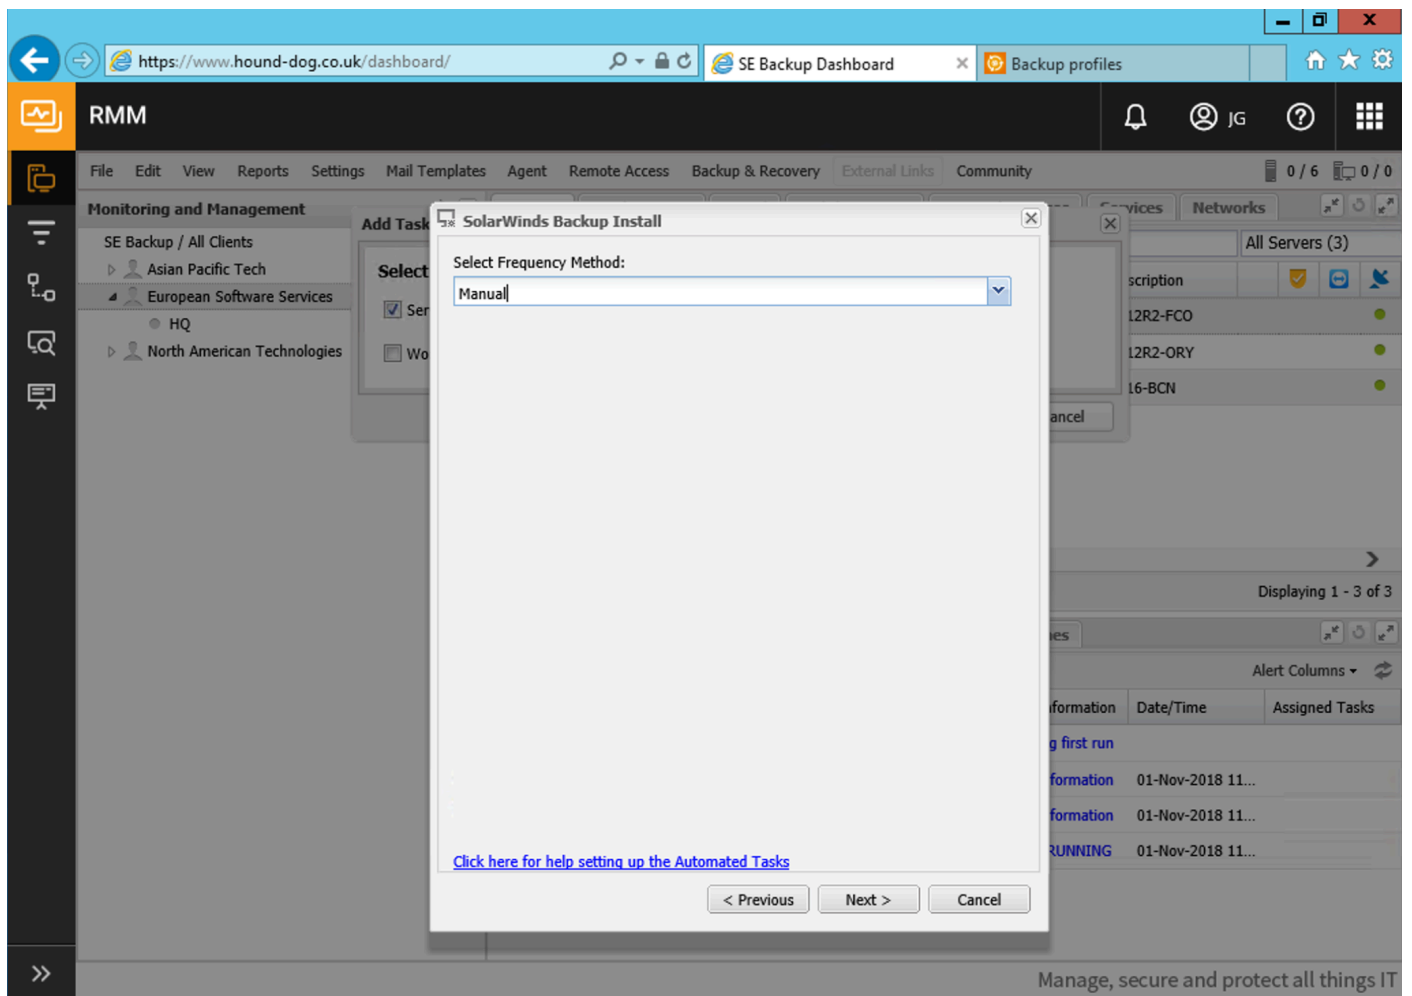 https://www.hound-dog.co.uk/dashboard/
SE Backup Dashboard
Backup profiles
RMM
JG
File Edit View Reports Settings Mail Templates Agent Remote Access Backup & Recovery External Links Community
0 / 6 0 / 0
Monitoring and Management
SE Backup / All Clients
Asian Pacific Tech
European Software Services
HQ
North American Technologies
Add Task
Select
Ser
Wo
SolarWinds Backup Install
Select Frequency Method:
Manual
Click here for help setting up the Automated Tasks
< Previous
Next >
Cancel
vices
Networks
All Servers (3)
scription
12R2-FCO
12R2-ORY
16-BCN
ancel
Displaying 1 - 3 of 3
es
Alert Columns
formation Date/Time Assigned Tasks
g first run
formation 01-Nov-2018 11...
formation 01-Nov-2018 11...
RUNNING 01-Nov-2018 11...
Manage, secure and protect all things IT